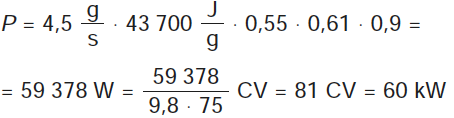 P = 4,5 g/s · 43 700 J/g · 0,55 · 0,61 · 0,9 =
= 59 378 W = 59 378/(9,8 · 75) CV = 81 CV = 60 kW